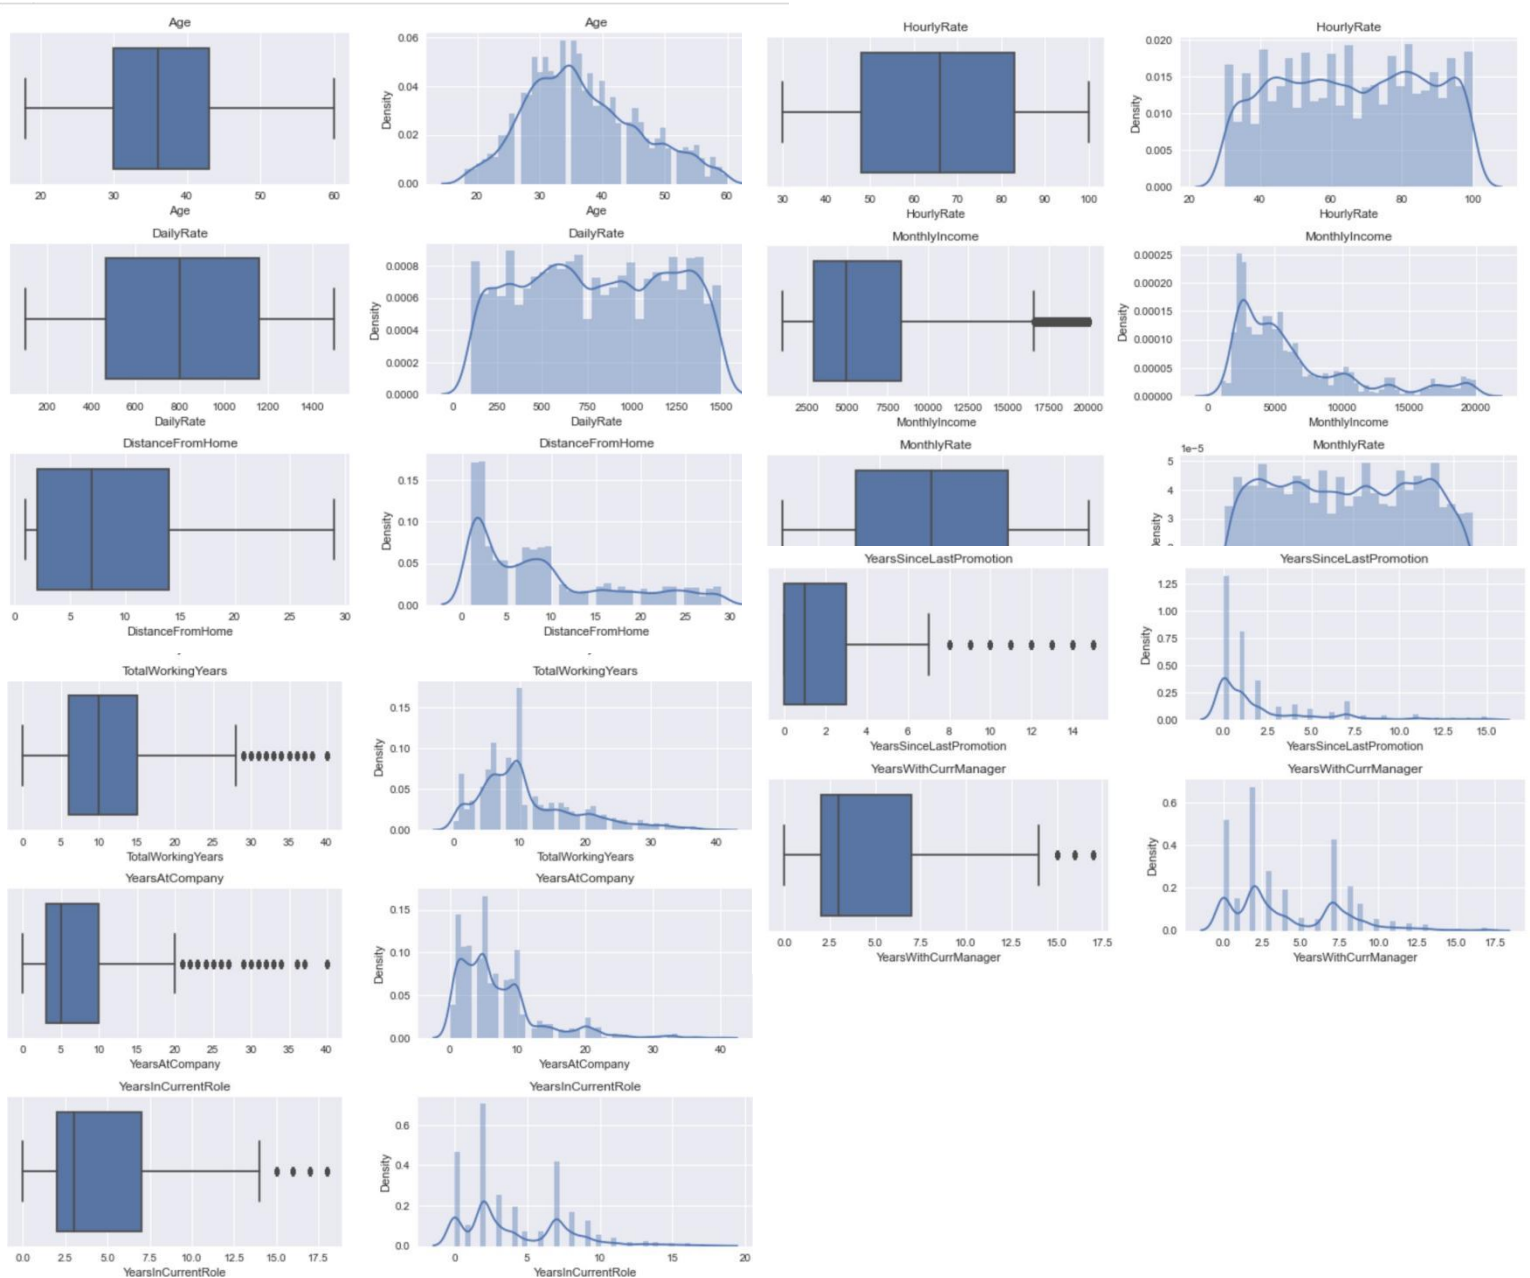 Age
20 30 40 50 60
Age
Age
Density
0.06
0.04
0.02
0.00
20 30 40 50 60
Age
HourlyRate
30 40 50 60 70 80 90 100
HourlyRate
HourlyRate
Density
0.020
0.015
0.010
0.005
0.000
20 40 60 80 100
HourlyRate
DailyRate
200 400 600 800 1000 1200 1400
DailyRate
DailyRate
Density
0.0008
0.0006
0.0004
0.0002
0.0000
0 250 500 750 1000 1250 1500
DailyRate
MonthlyIncome
2500 5000 7500 10000 12500 15000 17500 20000
MonthlyIncome
MonthlyIncome
Density
0.00025
0.00020
0.00015
0.00010
0.00005
0.00000
0 5000 10000 15000 20000
MonthlyIncome
DistanceFromHome
0 5 10 15 20 25 30
DistanceFromHome
DistanceFromHome
Density
0.15
0.10
0.05
0.00
0 5 10 15 20 25 30
DistanceFromHome
MonthlyRate
MonthlyRate
1e−5
5
4
3
YearsSinceLastPromotion
0 2 4 6 8 10 12 14
YearsSinceLastPromotion
YearsSinceLastPromotion
Density
1.25
1.00
0.75
0.50
0.25
0.00
0.0 2.5 5.0 7.5 10.0 12.5 15.0
YearsSinceLastPromotion
TotalWorkingYears
0 5 10 15 20 25 30 35 40
TotalWorkingYears
TotalWorkingYears
Density
0.15
0.10
0.05
0.00
0 10 20 30 40
TotalWorkingYears
YearsWithCurrManager
0.0 2.5 5.0 7.5 10.0 12.5 15.0 17.5
YearsWithCurrManager
YearsWithCurrManager
Density
0.6
0.4
0.2
0.0
0.0 2.5 5.0 7.5 10.0 12.5 15.0 17.5
YearsWithCurrManager
YearsAtCompany
0 5 10 15 20 25 30 35 40
YearsAtCompany
YearsAtCompany
Density
0.15
0.10
0.05
0.00
0 10 20 30 40
YearsAtCompany
YearsInCurrentRole
0.0 2.5 5.0 7.5 10.0 12.5 15.0 17.5
YearsInCurrentRole
YearsInCurrentRole
Density
0.6
0.4
0.2
0.0
0 5 10 15 20
YearsInCurrentRole